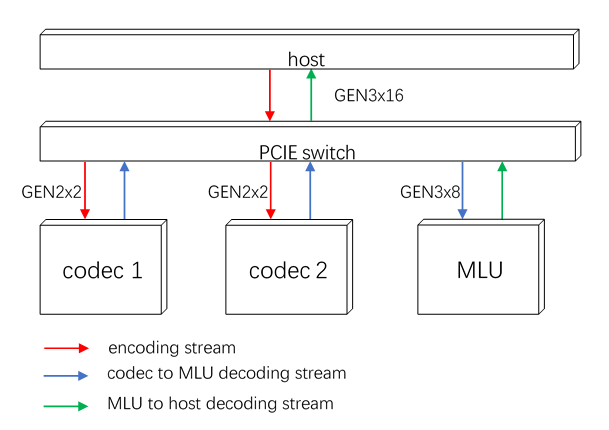 host
GEN3x16
PCIE switch
GEN2x2
GEN2x2
GEN3x8
codec 1
codec 2
MLU
encoding stream
codec to MLU decoding stream
MLU to host decoding stream